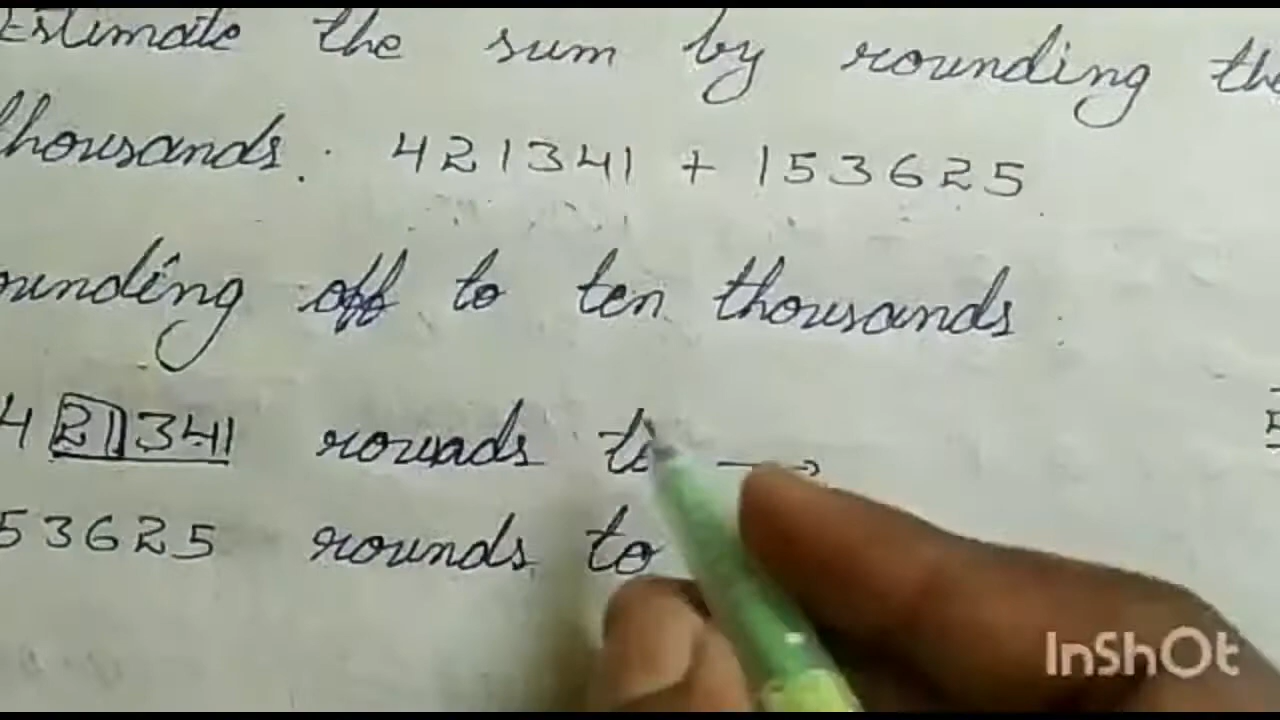 Estimate the sum by rounding the
thousands. 421341 + 153625
unding off to ten thousands
421341 rounds to →
53625 rounds to
InShOt